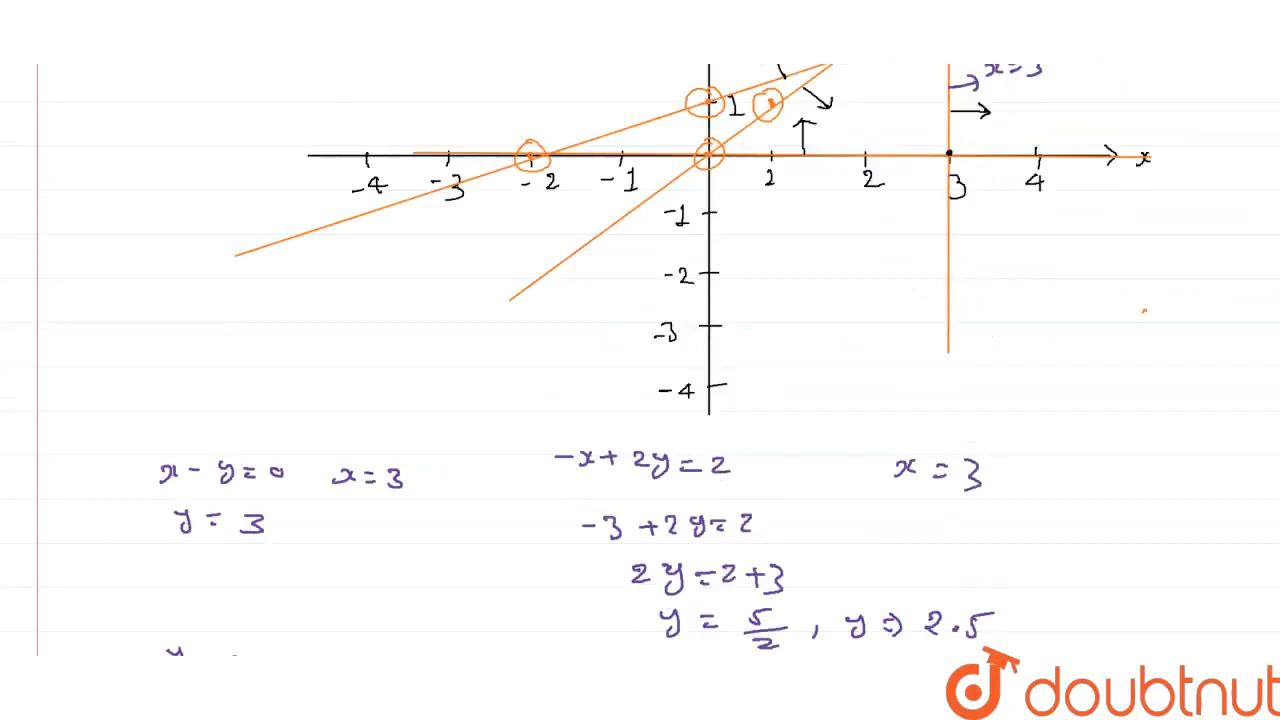 x = 3
1
x
-4 -3 -2 -1 1 2 3 4
-1
-2
-3
-4
x - y = 0 x = 3 -x + 2y = 2 x = 3
y = 3 -3 + 2y = 2
2y = 2 + 3
y = 5/2 , y ⇒ 2.5
y
doubtnut